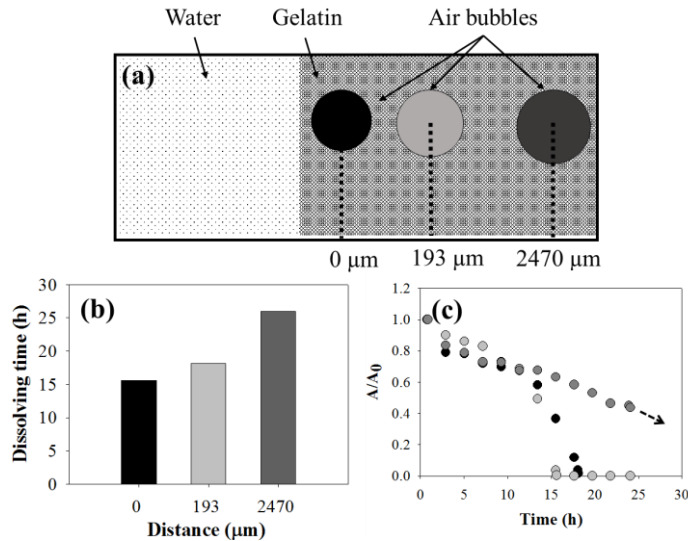 Water Gelatin Air bubbles
(a)
0 μm 193 μm 2470 μm
(b)
Dissolving time (h)
30
25
20
15
10
5
0
0 193 2470
Distance (μm)
(c)
A/A0
1.2
1.0
0.8
0.6
0.4
0.2
0.0
0 5 10 15 20 25 30
Time (h)